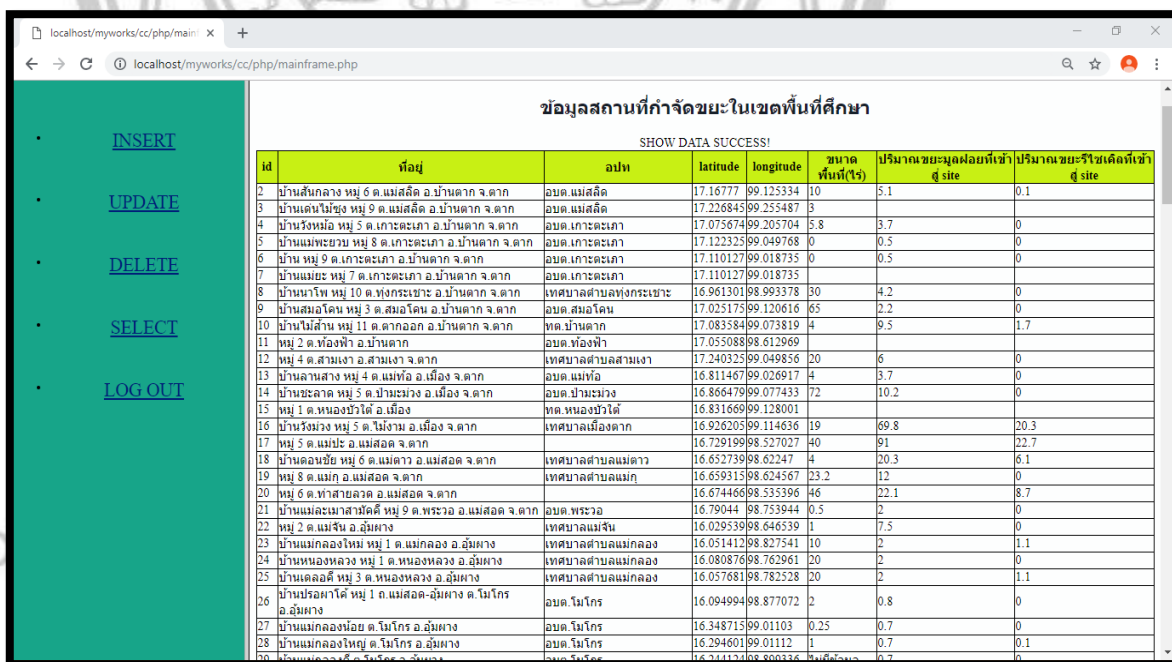 localhost/myworks/cc/php/main
localhost/myworks/cc/php/mainframe.php
INSERT
UPDATE
DELETE
SELECT
LOG OUT
ข้อมูลสถานที่กำจัดขยะในเขตพื้นที่ศึกษา
SHOW DATA SUCCESS!
id ที่อยู่ อปท latitude longitude ขนาดพื้นที่(ไร่) ปริมาณขยะมูลฝอยที่เข้าสู่ site ปริมาณขยะรีไซเคิลที่เข้าสู่ site
2 บ้านสันกลาง หมู่ 6 ต.แม่สลิด อ.บ้านตาก จ.ตาก อบต.แม่สลิด 17.16777 99.125334 10 5.1 0.1
3 บ้านเด่นไม้ซุง หมู่ 9 ต.แม่สลิด อ.บ้านตาก จ.ตาก อบต.แม่สลิด 17.226845 99.255487 3
4 บ้านวังหม้อ หมู่ 5 ต.เกาะตะเภา อ.บ้านตาก จ.ตาก อบต.เกาะตะเภา 17.075674 99.205704 5.8 3.7 0
5 บ้านแม่พะยวบ หมู่ 8 ต.เกาะตะเภา อ.บ้านตาก จ.ตาก อบต.เกาะตะเภา 17.122325 99.049768 0 0.5 0
6 บ้าน หมู่ 9 ต.เกาะตะเภา อ.บ้านตาก จ.ตาก อบต.เกาะตะเภา 17.110127 99.018735 0 0.5 0
7 บ้านแม่ยะ หมู่ 7 ต.เกาะตะเภา อ.บ้านตาก จ.ตาก อบต.เกาะตะเภา 17.110127 99.018735
8 บ้านนาโพ หมู่ 10 ต.ทุ่งกระเชาะ อ.บ้านตาก จ.ตาก เทศบาลตำบลทุ่งกระเชาะ 16.961301 98.993378 30 4.2 0
9 บ้านสมอโคน หมู่ 3 ต.สมอโคน อ.บ้านตาก จ.ตาก อบต.สมอโคน 17.025175 99.120616 65 2.2 0
10 บ้านไม้ส้าน หมู่ 11 ต.ตากออก อ.บ้านตาก จ.ตาก ทต.บ้านตาก 17.083584 99.073819 4 9.5 1.7
11 หมู่ 2 ต.ท้องฟ้า อ.บ้านตาก อบต.ท้องฟ้า 17.055088 98.612969
12 หมู่ 4 ต.สามเงา อ.สามเงา จ.ตาก เทศบาลตำบลสามเงา 17.240325 99.049856 20 6 0
13 บ้านลานสาง หมู่ 4 ต.แม่ท้อ อ.เมือง จ.ตาก อบต.แม่ท้อ 16.811467 99.026917 4 3.7 0
14 บ้านชะลาด หมู่ 5 ต.ป่ามะม่วง อ.เมือง จ.ตาก อบต.ป่ามะม่วง 16.866479 99.077433 72 10.2 0
15 หมู่ 1 ต.หนองบัวใต้ อ.เมือง ทต.หนองบัวใต้ 16.831669 99.128001
16 บ้านวังม่วง หมู่ 5 ต.ไม้งาม อ.เมือง จ.ตาก เทศบาลเมืองตาก 16.926205 99.114636 19 69.8 20.3
17 หมู่ 5 ต.แม่ปะ อ.แม่สอด จ.ตาก 16.729199 98.527027 40 91 22.7
18 บ้านดอนชัย หมู่ 6 ต.แม่ตาว อ.แม่สอด จ.ตาก เทศบาลตำบลแม่ตาว 16.652739 98.62247 4 20.3 6.1
19 หมู่ 8 ต.แม่กุ อ.แม่สอด จ.ตาก เทศบาลตำบลแม่กุ 16.659315 98.624567 23.2 12 0
20 หมู่ 6 ต.ท่าสายลวด อ.แม่สอด จ.ตาก 16.674466 98.535396 46 22.1 8.7
21 บ้านแม่ละเมาสามัคคี หมู่ 9 ต.พระวอ อ.แม่สอด จ.ตาก อบต.พระวอ 16.79044 98.753944 0.5 2 0
22 หมู่ 2 ต.แม่จัน อ.อุ้มผาง เทศบาลแม่จัน 16.029539 98.646539 1 7.5 0
23 บ้านแม่กลองใหม่ หมู่ 1 ต.แม่กลอง อ.อุ้มผาง เทศบาลตำบลแม่กลอง 16.051412 98.827541 10 2 1.1
24 บ้านหนองหลวง หมู่ 1 ต.หนองหลวง อ.อุ้มผาง เทศบาลตำบลแม่กลอง 16.080876 98.762961 20 2 0
25 บ้านเดลอคี หมู่ 3 ต.หนองหลวง อ.อุ้มผาง เทศบาลตำบลแม่กลอง 16.057681 98.782528 20 2 1.1
26 บ้านปรอผาโด้ หมู่ 1 ถ.แม่สอด-อุ้มผาง ต.โมโกร อ.อุ้มผาง อบต.โมโกร 16.094994 98.877072 2 0.8 0
27 บ้านแม่กลองน้อย ต.โมโกร อ.อุ้มผาง อบต.โมโกร 16.348715 99.01103 0.25 0.7 0
28 บ้านแม่กลองใหญ่ ต.โมโกร อ.อุ้มผาง อบต.โมโกร 16.294601 99.01112 1 0.7 0.1